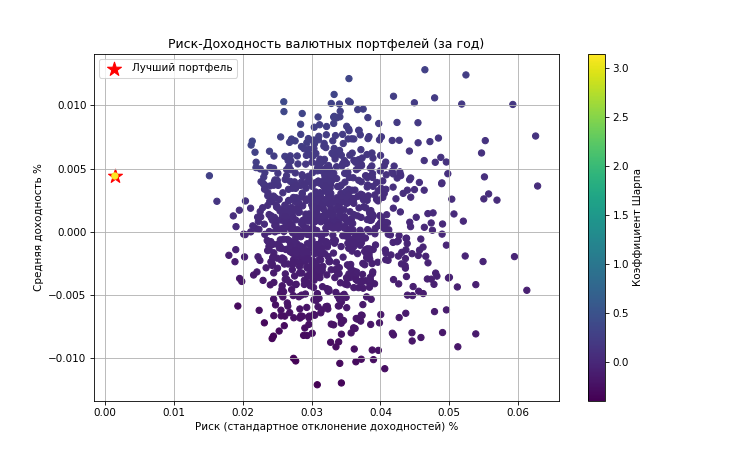 Риск-Доходность валютных портфелей (за год)
Лучший портфель
0.010
0.005
0.000
−0.005
−0.010
Средняя доходность %
0.00 0.01 0.02 0.03 0.04 0.05 0.06
Риск (стандартное отклонение доходностей) %
3.0
2.5
2.0
1.5
1.0
0.5
0.0
Коэффициент Шарпа